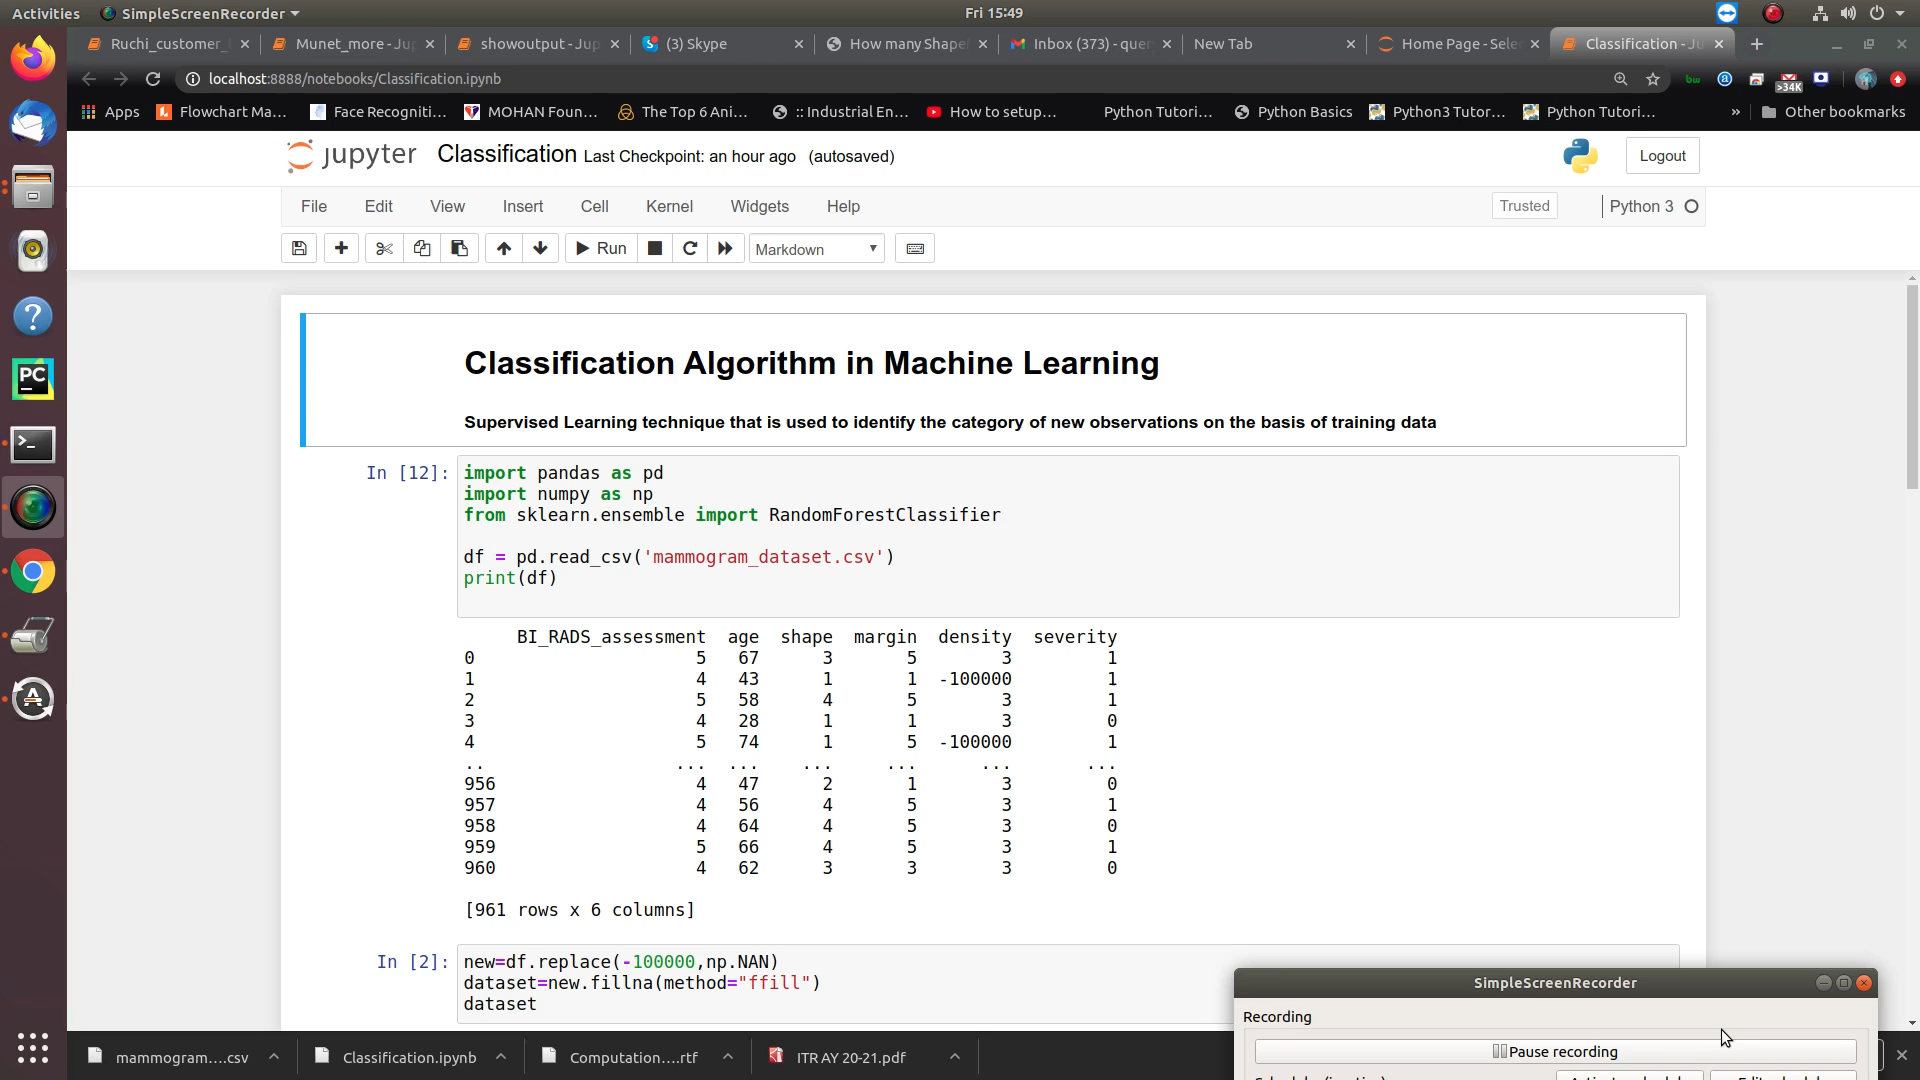 Activities SimpleScreenRecorder Fri 15:49
Ruchi_customer_ Munet_more - Jup showoutput - Jup (3) Skype How many Shape Inbox (373) - quer New Tab Home Page - Sele Classification - Ju
localhost:8888/notebooks/Classification.ipynb
>34K
Apps Flowchart Ma... Face Recogniti... MOHAN Foun... The Top 6 Ani... :: Industrial En... How to setup... Python Tutori... Python Basics Python3 Tutor... Python Tutori... » Other bookmarks
jupyter Classification Last Checkpoint: an hour ago (autosaved) Logout
File Edit View Insert Cell Kernel Widgets Help Trusted Python 3
Run Markdown
Classification Algorithm in Machine Learning
Supervised Learning technique that is used to identify the category of new observations on the basis of training data
In [12]: import pandas as pd
import numpy as np
from sklearn.ensemble import RandomForestClassifier
df = pd.read_csv('mammogram_dataset.csv')
print(df)
BI_RADS_assessment age shape margin density severity
0 5 67 3 5 3 1
1 4 43 1 1 -100000 1
2 5 58 4 5 3 1
3 4 28 1 1 3 0
4 5 74 1 5 -100000 1
.. ... ... ... ... ... ...
956 4 47 2 1 3 0
957 4 56 4 5 3 1
958 4 64 4 5 3 0
959 5 66 4 5 3 1
960 4 62 3 3 3 0
[961 rows x 6 columns]
In [2]: new=df.replace(-100000,np.NAN)
dataset=new.fillna(method="ffill")
dataset
SimpleScreenRecorder
Recording
Pause recording
mammogram....csv Classification.ipynb Computation....rtf ITR AY 20-21.pdf